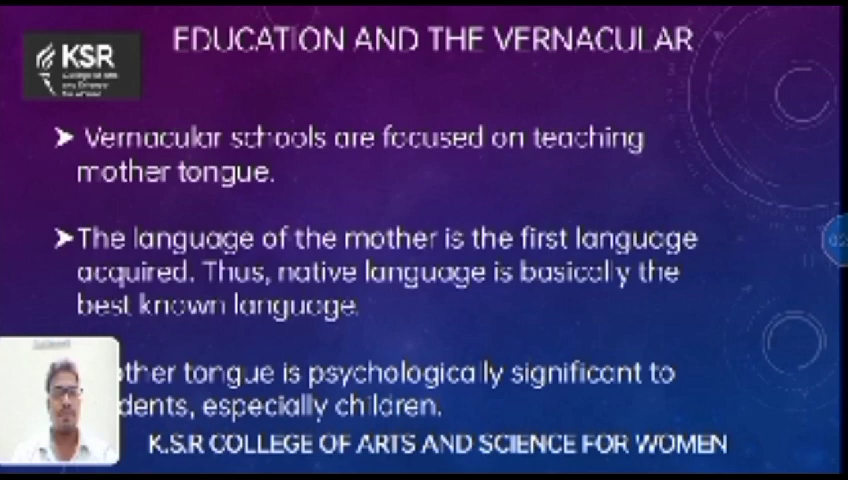 EDUCATION AND THE VERNACULAR
KSR
➤ Vernacular schools are focused on teaching
mother tongue.
➤The language of the mother is the first language
acquired. Thus, native language is basically the
best known language.
other tongue is psychologically significant to
dents, especially children.
K.S.R COLLEGE OF ARTS AND SCIENCE FOR WOMEN